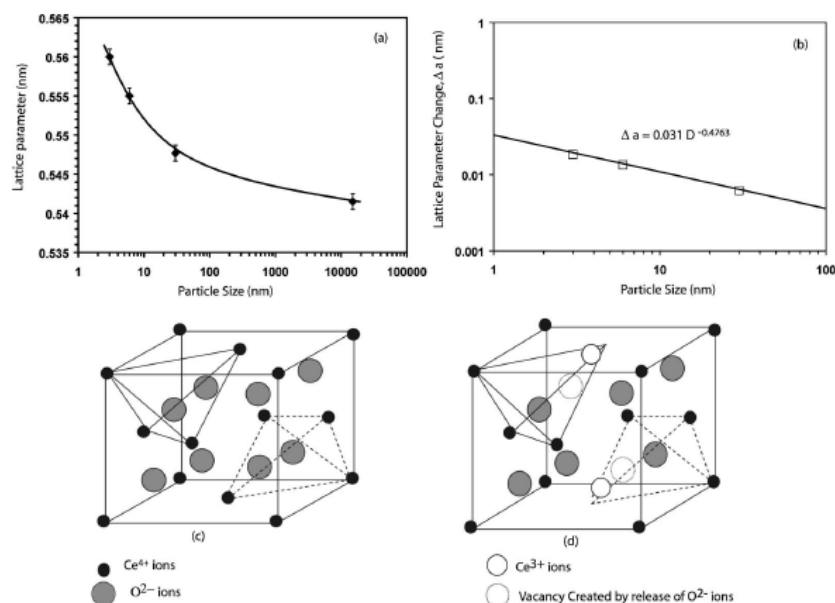 (a)
Lattice parameter (nm)
0.565
0.56
0.555
0.55
0.545
0.54
0.535
1 10 100 1000 10000 100000
Particle Size (nm)
(b)
Lattice Parameter Change, Δ a ( nm)
1
0.1
0.01
0.001
Δ a = 0.031 D ⁻⁰·⁴⁷⁶³
1 10 100
Particle Size (nm)
(c)
Ce⁴⁺ ions
O²⁻ ions
(d)
Ce³⁺ ions
Vacancy Created by release of O²⁻ ions